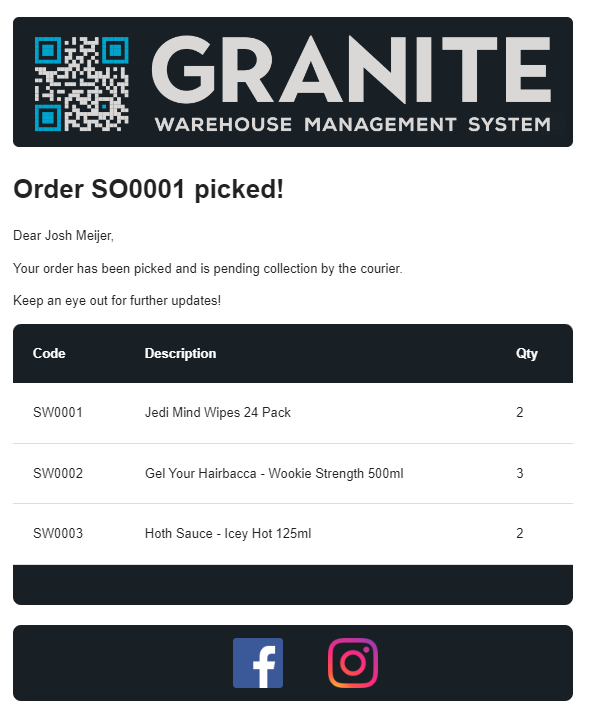 GRANITE
WAREHOUSE MANAGEMENT SYSTEM
Order SO0001 picked!
Dear Josh Meijer,
Your order has been picked and is pending collection by the courier.
Keep an eye out for further updates!
Code Description Qty
SW0001 Jedi Mind Wipes 24 Pack 2
SW0002 Gel Your Hairbacca - Wookie Strength 500ml 3
SW0003 Hoth Sauce - Icey Hot 125ml 2